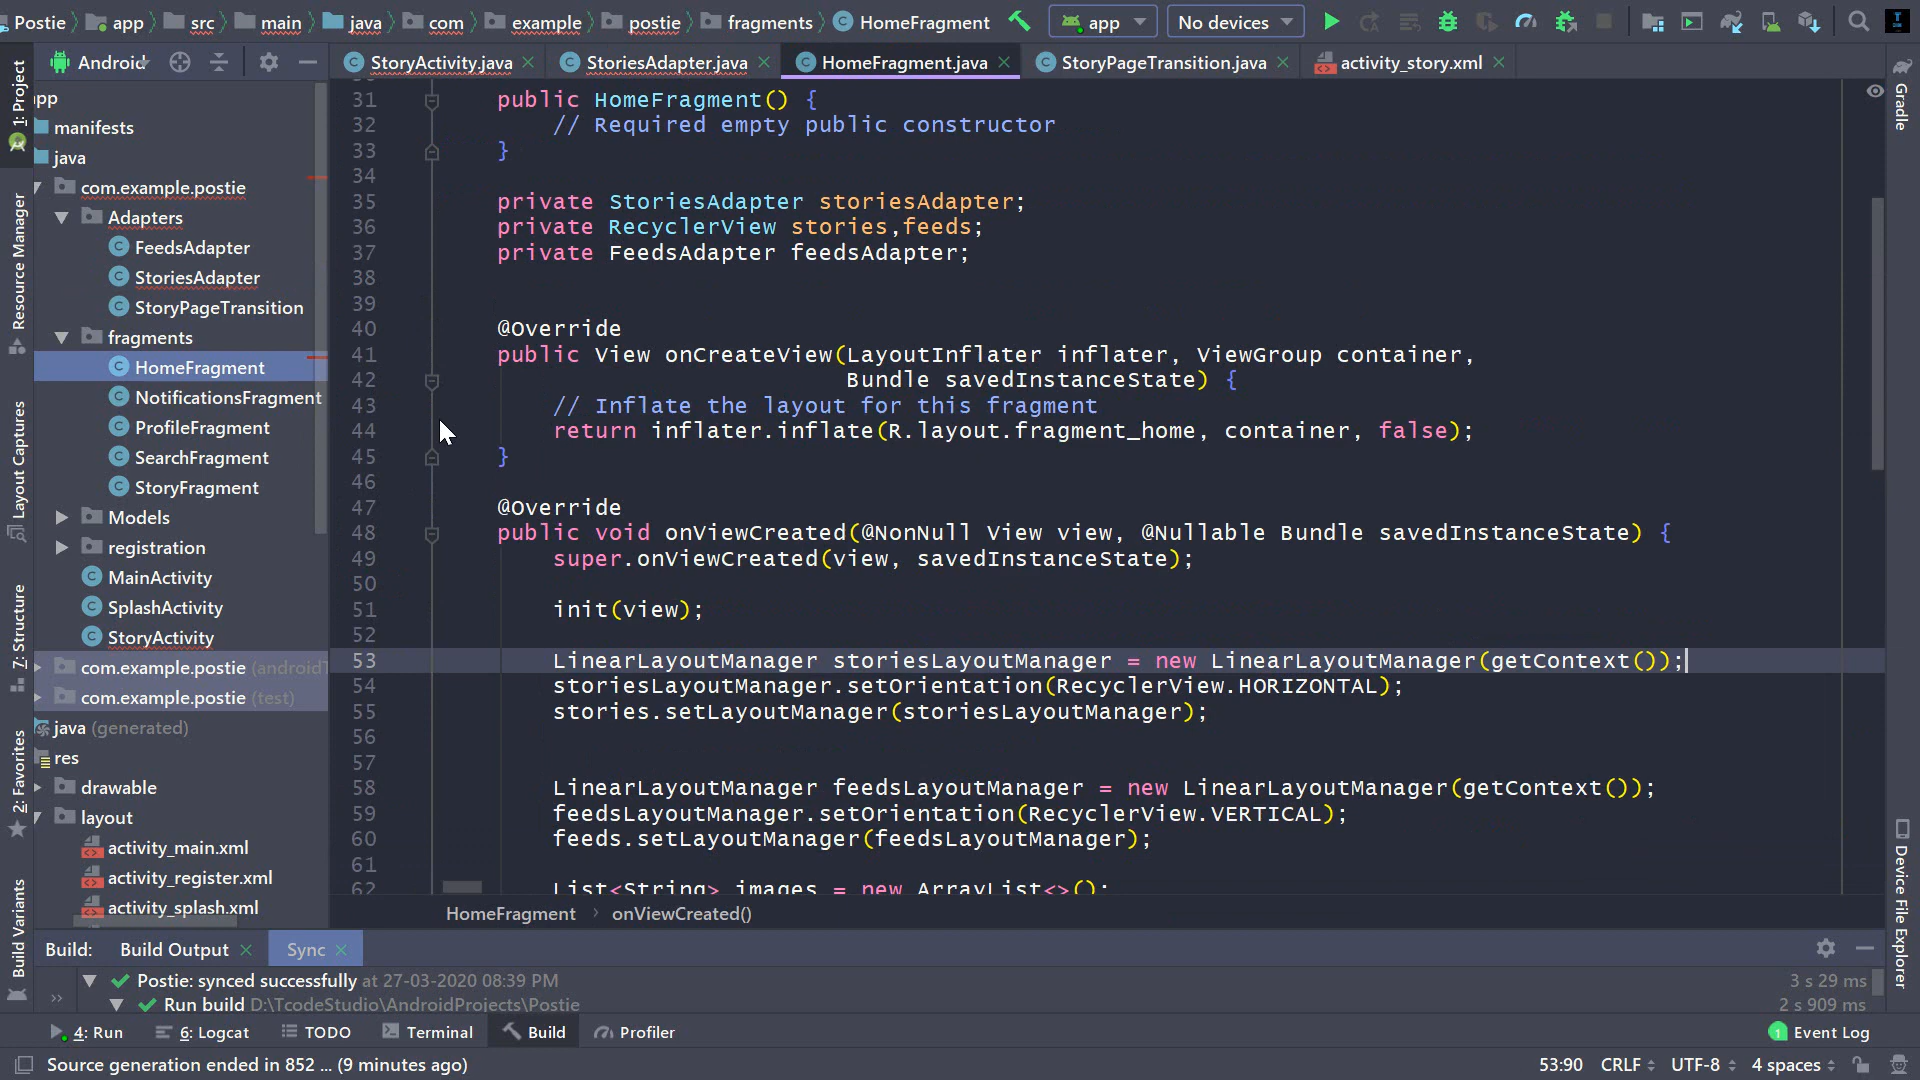 Postie app src main java com example postie fragments HomeFragment app No devices
1: Project
Resource Manager
Layout Captures
7: Structure
2: Favorites
Build Variants
Android
app
manifests
java
com.example.postie
Adapters
FeedsAdapter
StoriesAdapter
StoryPageTransition
fragments
HomeFragment
NotificationsFragment
ProfileFragment
SearchFragment
StoryFragment
Models
registration
MainActivity
SplashActivity
StoryActivity
com.example.postie (androidT
com.example.postie (test)
java (generated)
res
drawable
layout
activity_main.xml
activity_register.xml
activity_splash.xml
StoryActivity.java StoriesAdapter.java HomeFragment.java StoryPageTransition.java activity_story.xml
31 public HomeFragment() {
32 // Required empty public constructor
33 }
34
35 private StoriesAdapter storiesAdapter;
36 private RecyclerView stories,feeds;
37 private FeedsAdapter feedsAdapter;
38
39
40 @Override
41 public View onCreateView(LayoutInflater inflater, ViewGroup container,
42 Bundle savedInstanceState) {
43 // Inflate the layout for this fragment
44 return inflater.inflate(R.layout.fragment_home, container, false);
45 }
46
47 @Override
48 public void onViewCreated(@NonNull View view, @Nullable Bundle savedInstanceState) {
49 super.onViewCreated(view, savedInstanceState);
50
51 init(view);
52
53 LinearLayoutManager storiesLayoutManager = new LinearLayoutManager(getContext());
54 storiesLayoutManager.setOrientation(RecyclerView.HORIZONTAL);
55 stories.setLayoutManager(storiesLayoutManager);
56
57
58 LinearLayoutManager feedsLayoutManager = new LinearLayoutManager(getContext());
59 feedsLayoutManager.setOrientation(RecyclerView.VERTICAL);
60 feeds.setLayoutManager(feedsLayoutManager);
61
62 List<String> images = new ArrayList<>();
HomeFragment › onViewCreated()
Gradle
Device File Explorer
Build: Build Output Sync
Postie: synced successfully at 27-03-2020 08:39 PM 3 s 29 ms
Run build D:\TcodeStudio\AndroidProjects\Postie 2 s 909 ms
4: Run 6: Logcat TODO Terminal Build Profiler 1 Event Log
Source generation ended in 852 ... (9 minutes ago) 53:90 CRLF UTF-8 4 spaces